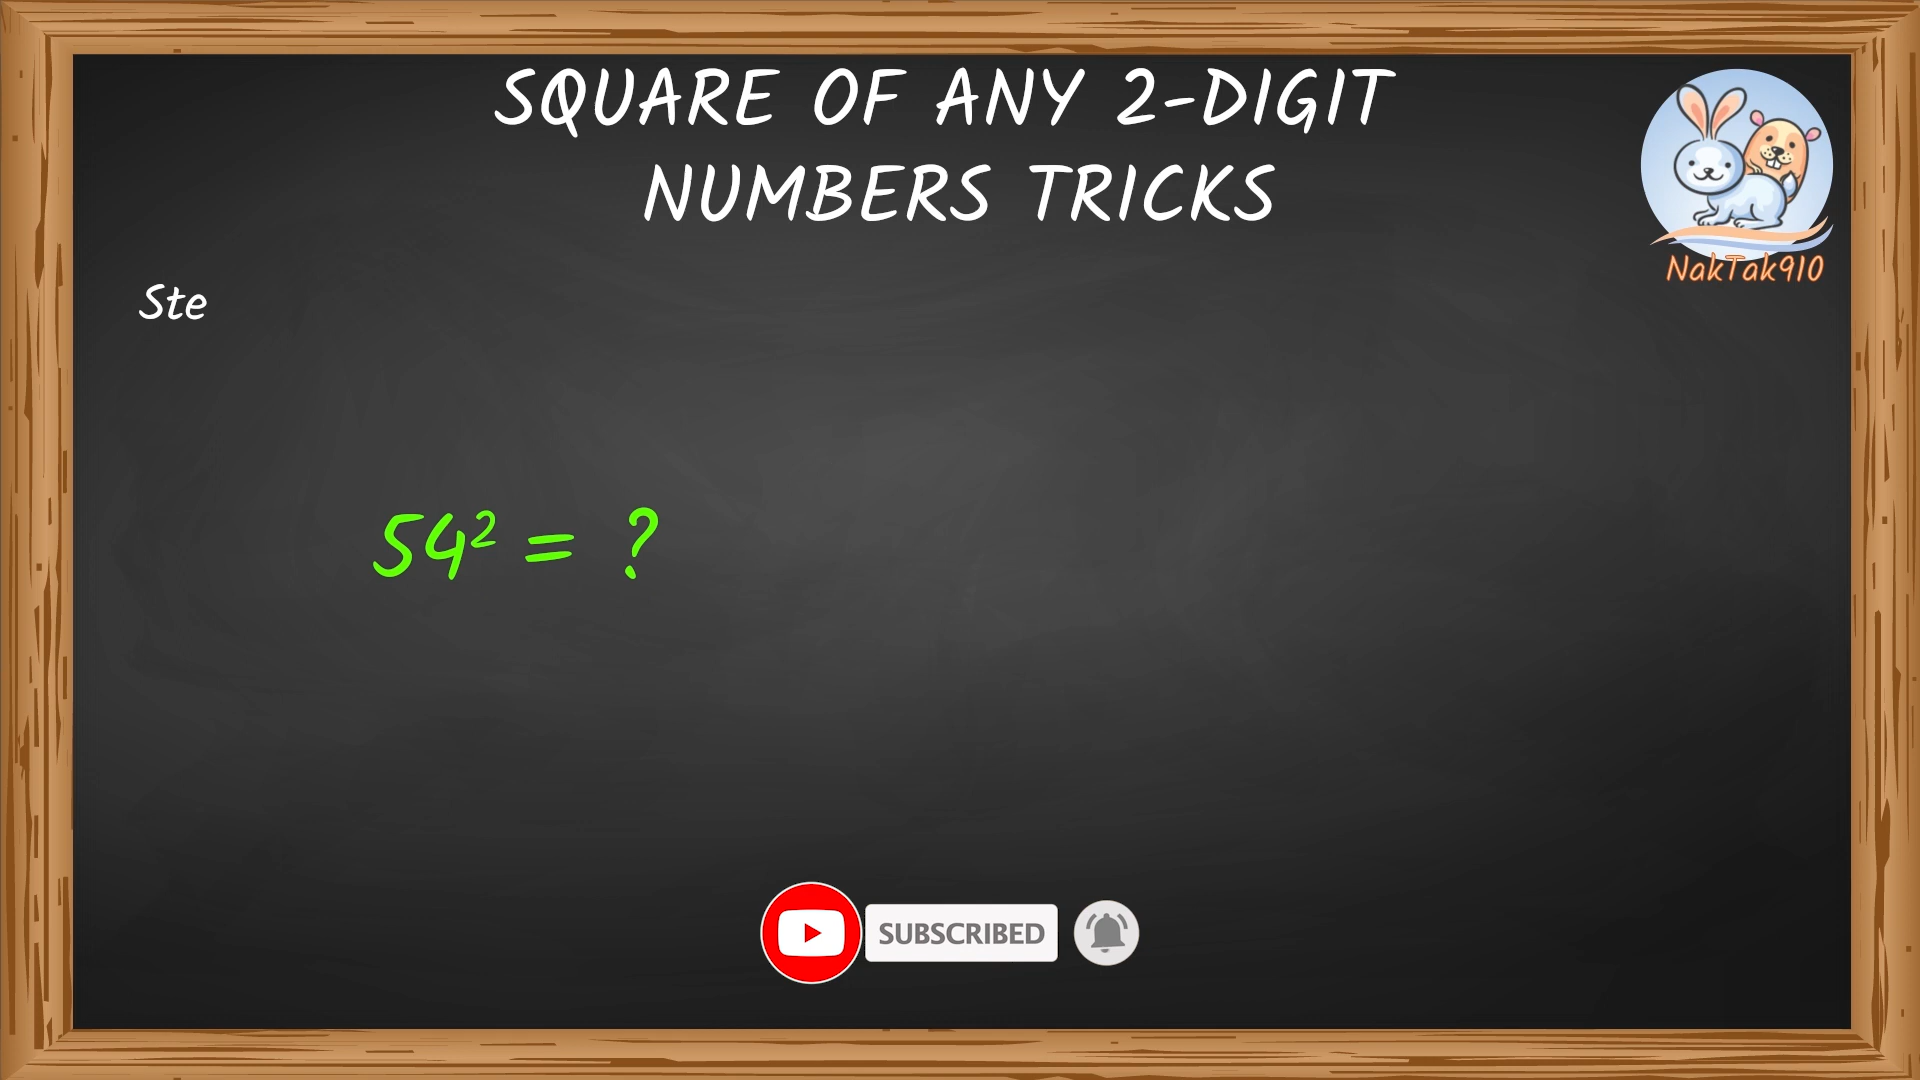 SQUARE OF ANY 2-DIGIT
NUMBERS TRICKS
NakTak910
Ste
54² = ?
SUBSCRIBED